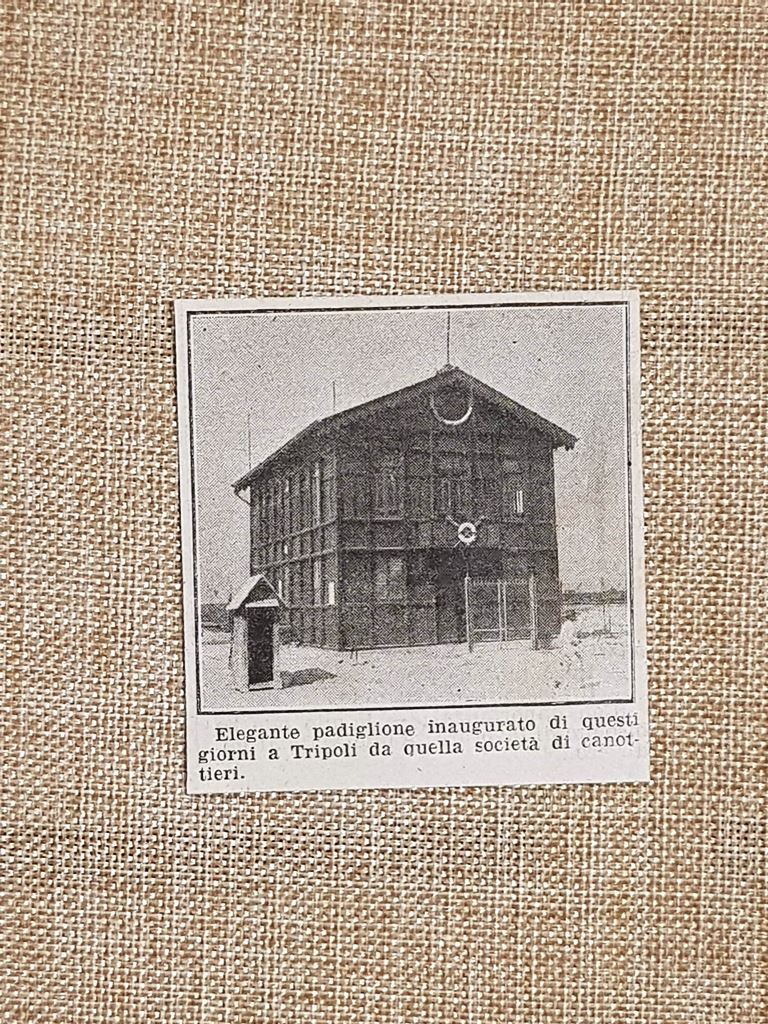 Elegante padiglione inaugurato di questi
giorni a Tripoli da quella società di canot-
tieri.